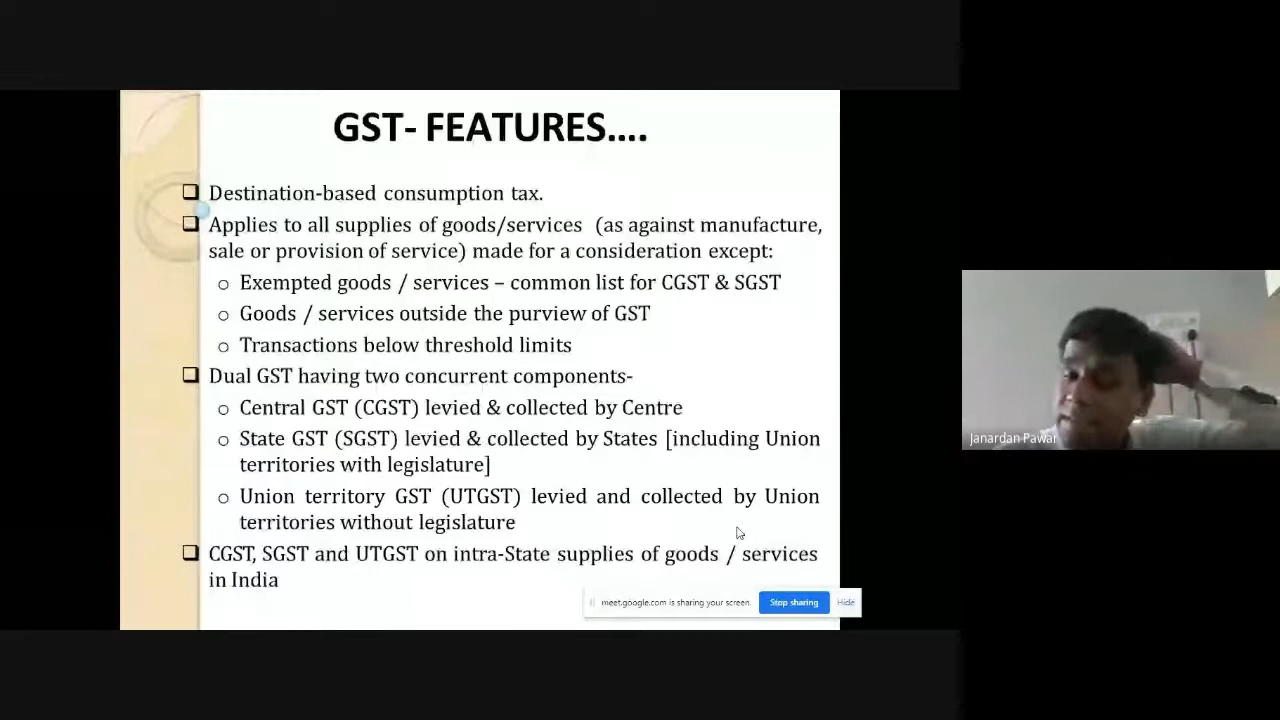 GST- FEATURES....
❑ Destination-based consumption tax.
❑ Applies to all supplies of goods/services (as against manufacture,
sale or provision of service) made for a consideration except:
o Exempted goods / services – common list for CGST & SGST
o Goods / services outside the purview of GST
o Transactions below threshold limits
❑ Dual GST having two concurrent components-
o Central GST (CGST) levied & collected by Centre
o State GST (SGST) levied & collected by States [including Union
territories with legislature]
o Union territory GST (UTGST) levied and collected by Union
territories without legislature
❑ CGST, SGST and UTGST on intra-State supplies of goods / services
in India
meet.google.com is sharing your screen. Stop sharing Hide
Janardan Pawar